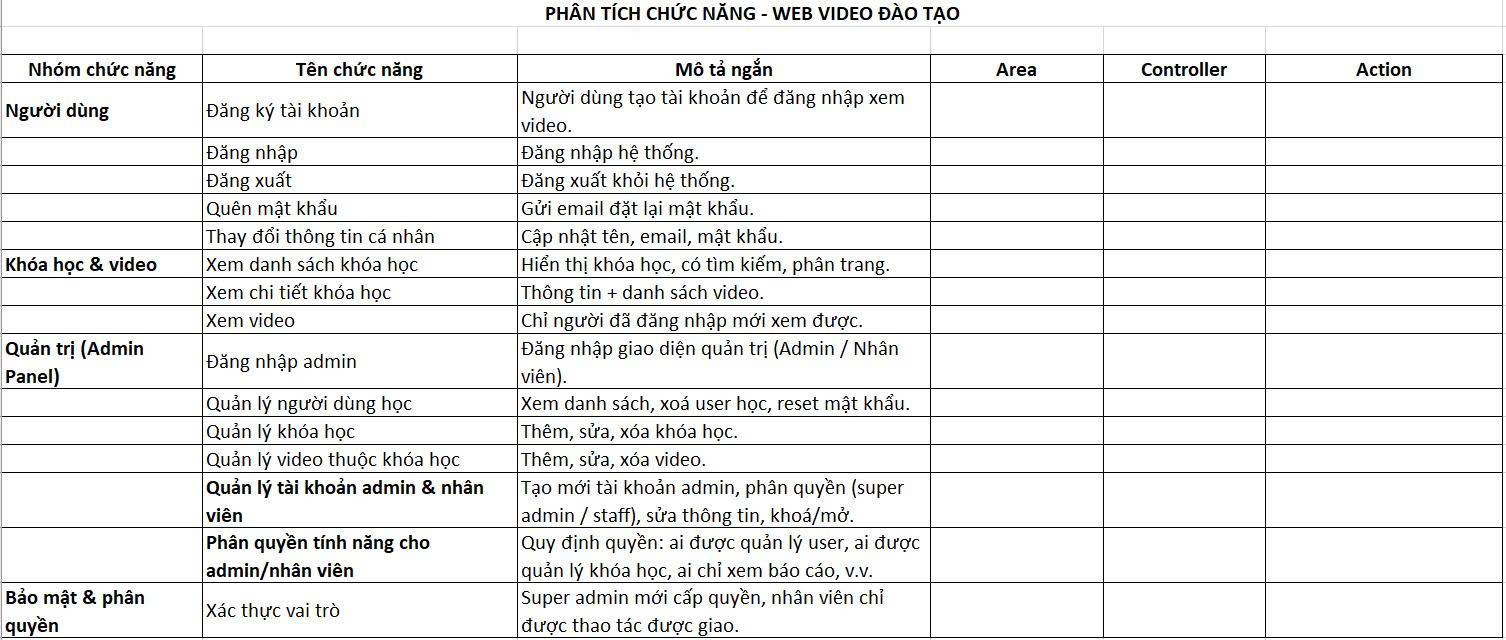 PHÂN TÍCH CHỨC NĂNG - WEB VIDEO ĐÀO TẠO
Nhóm chức năng Tên chức năng Mô tả ngắn Area Controller Action
Người dùng Đăng ký tài khoản Người dùng tạo tài khoản để đăng nhập xem
video.
Đăng nhập Đăng nhập hệ thống.
Đăng xuất Đăng xuất khỏi hệ thống.
Quên mật khẩu Gửi email đặt lại mật khẩu.
Thay đổi thông tin cá nhân Cập nhật tên, email, mật khẩu.
Khóa học & video Xem danh sách khóa học Hiển thị khóa học, có tìm kiếm, phân trang.
Xem chi tiết khóa học Thông tin + danh sách video.
Xem video Chỉ người đã đăng nhập mới xem được.
Quản trị (Admin
Panel) Đăng nhập admin Đăng nhập giao diện quản trị (Admin / Nhân
viên).
Quản lý người dùng học Xem danh sách, xoá user học, reset mật khẩu.
Quản lý khóa học Thêm, sửa, xóa khóa học.
Quản lý video thuộc khóa học Thêm, sửa, xóa video.
Quản lý tài khoản admin & nhân
viên Tạo mới tài khoản admin, phân quyền (super
admin / staff), sửa thông tin, khoá/mở.
Phân quyền tính năng cho
admin/nhân viên Quy định quyền: ai được quản lý user, ai được
quản lý khóa học, ai chỉ xem báo cáo, v.v.
Bảo mật & phân
quyền Xác thực vai trò Super admin mới cấp quyền, nhân viên chỉ
được thao tác được giao.